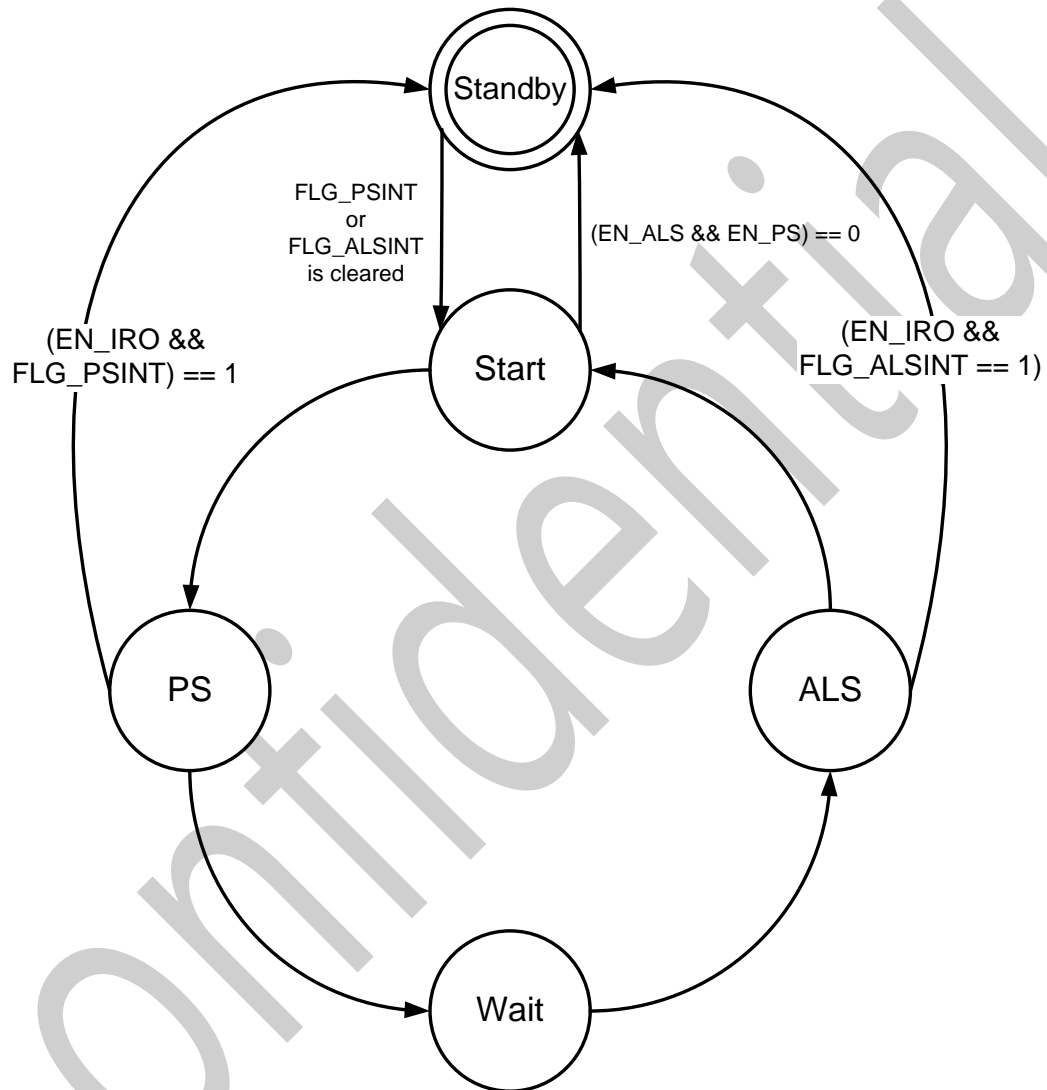 Standby
FLG_PSINT
or
FLG_ALSINT
is cleared
(EN_ALS && EN_PS) == 0
(EN_IRO &&
FLG_PSINT) == 1
Start
(EN_IRO &&
FLG_ALSINT == 1)
PS
ALS
Wait
onfidential